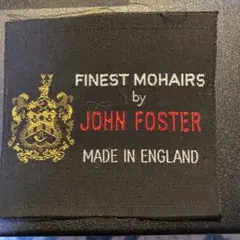 FINEST MOHAIRS
by
JOHN FOSTER
MADE IN ENGLAND